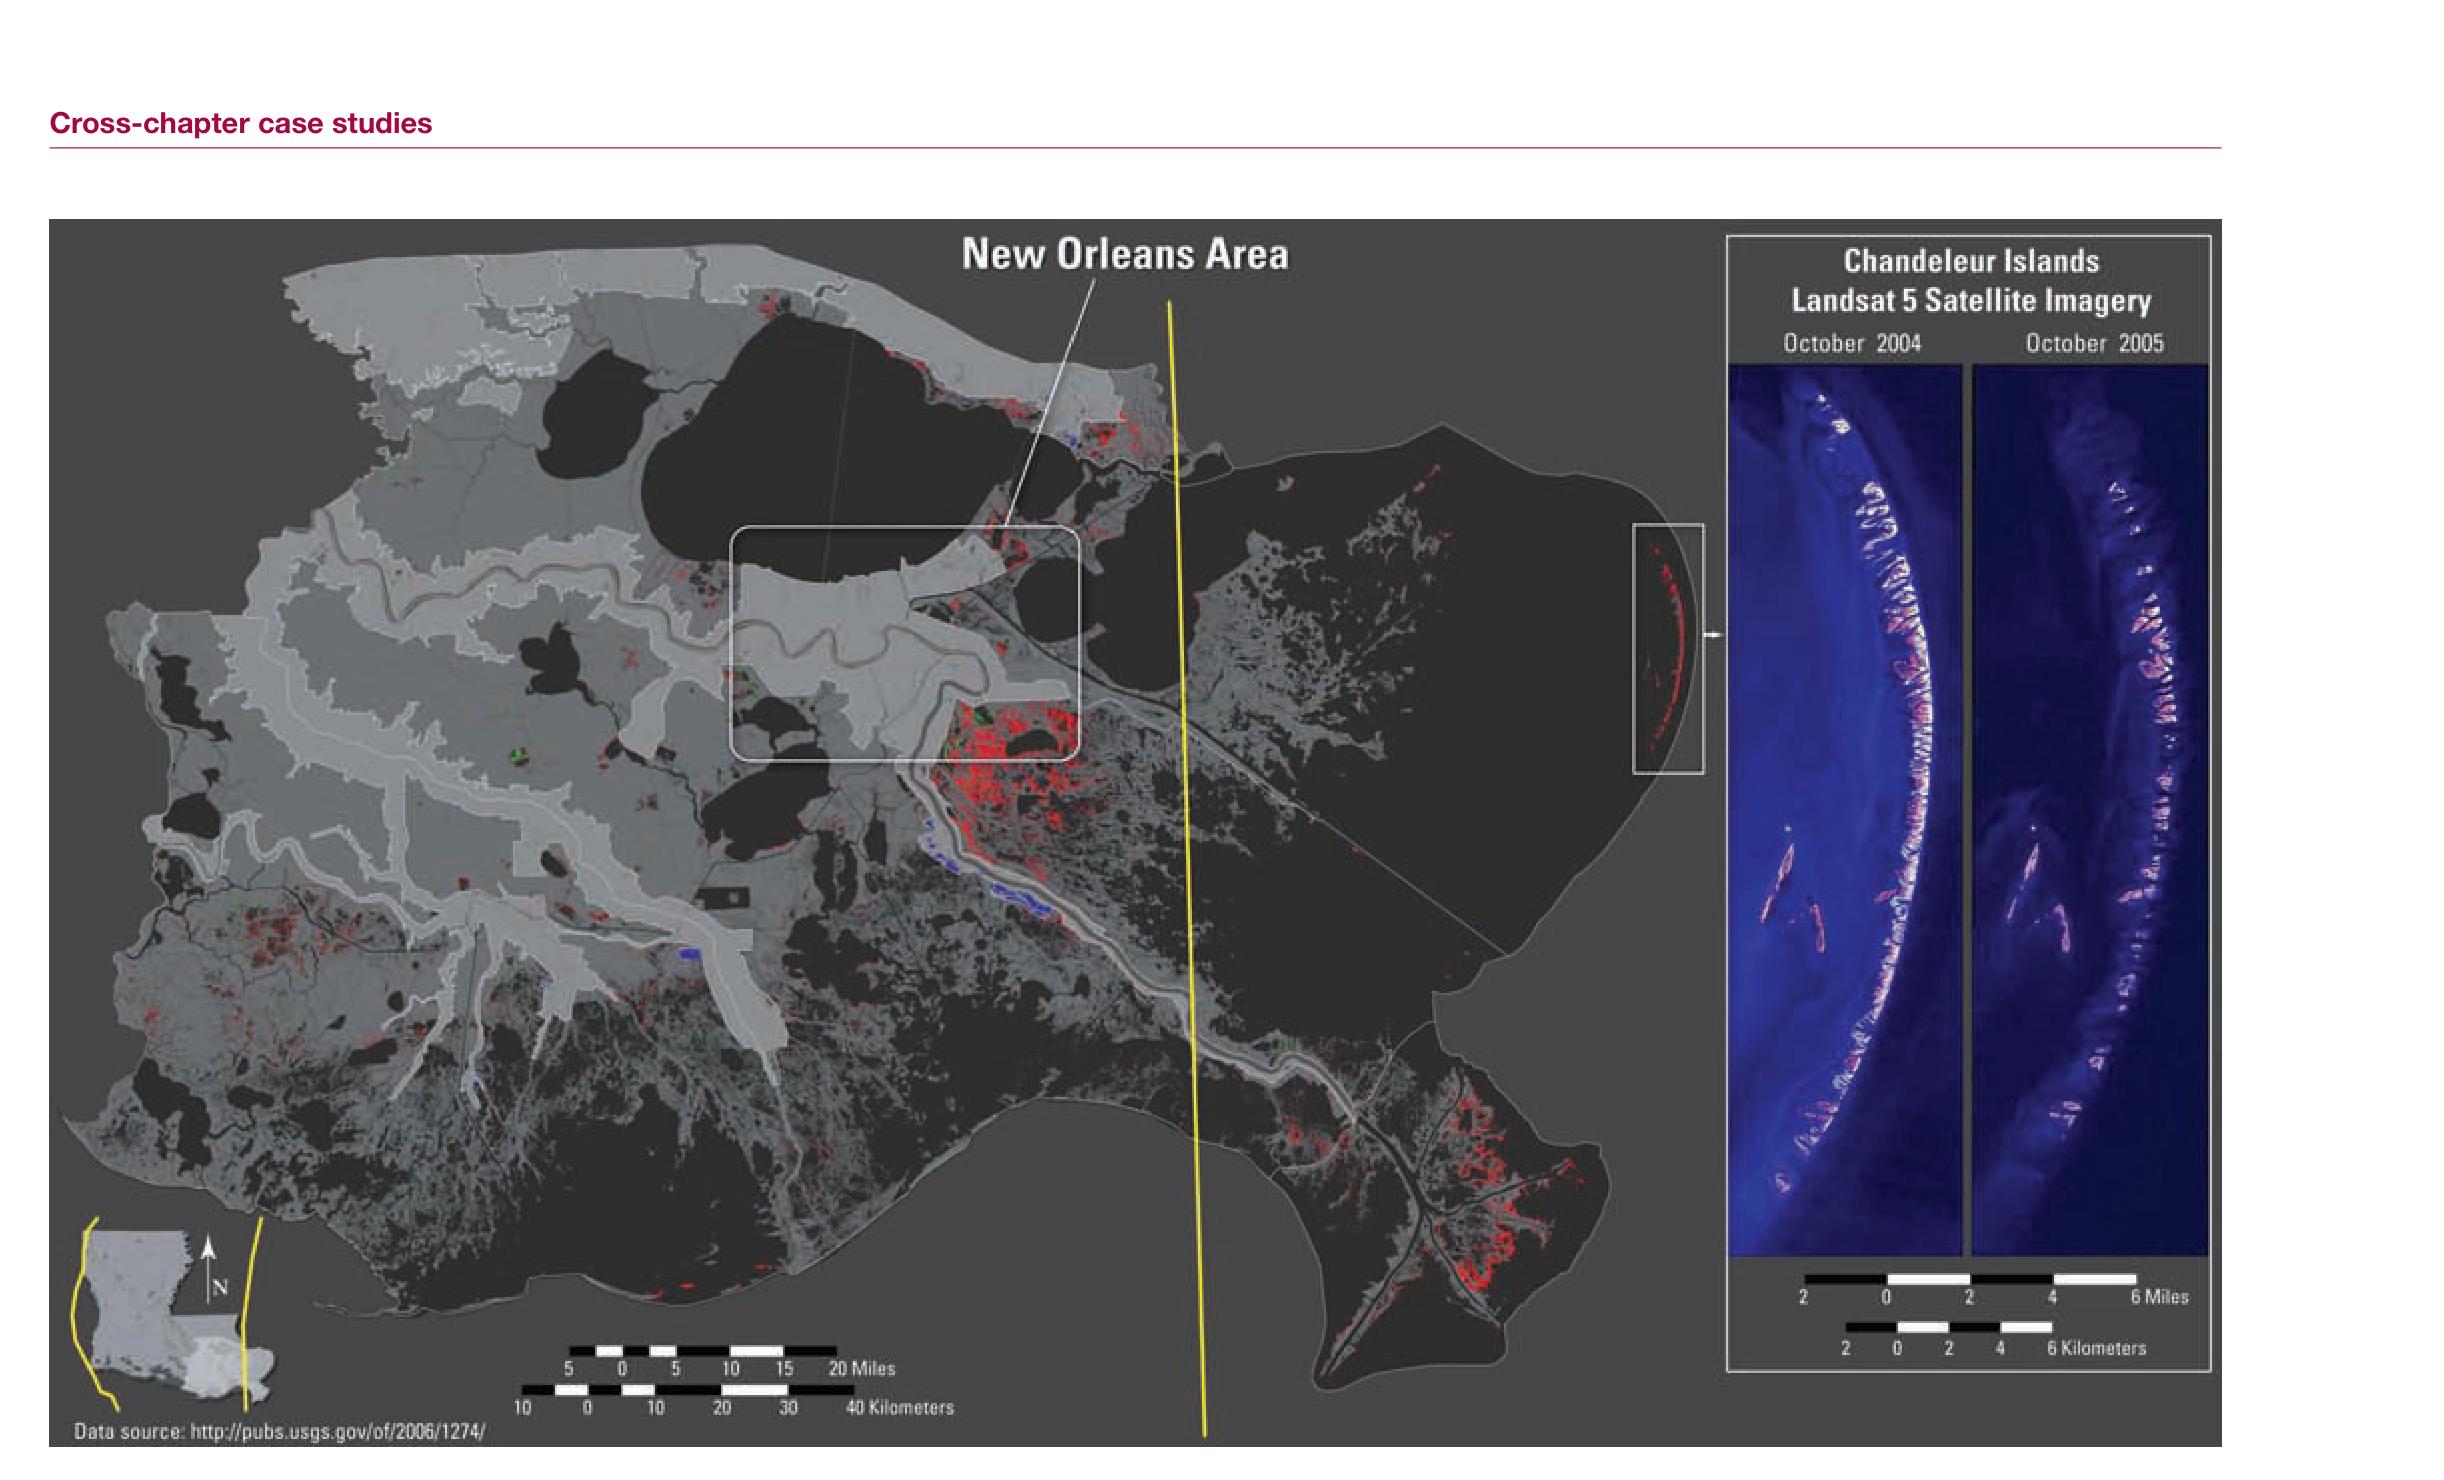 Cross-chapter case studies
New Orleans Area
Chandeleur Islands
Landsat 5 Satellite Imagery
October 2004 October 2005
2 0 2 4 6 Miles
2 0 2 4 6 Kilometers
N
5 0 5 10 15 20 Miles
10 0 10 20 30 40 Kilometers
Data source: http://pubs.usgs.gov/of/2006/1274/